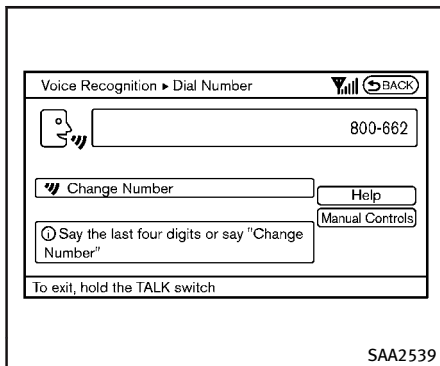 Voice Recognition ▸ Dial Number BACK
800-662
Change Number
Help
Manual Controls
Say the last four digits or say "Change
Number"
To exit, hold the TALK switch
SAA2539